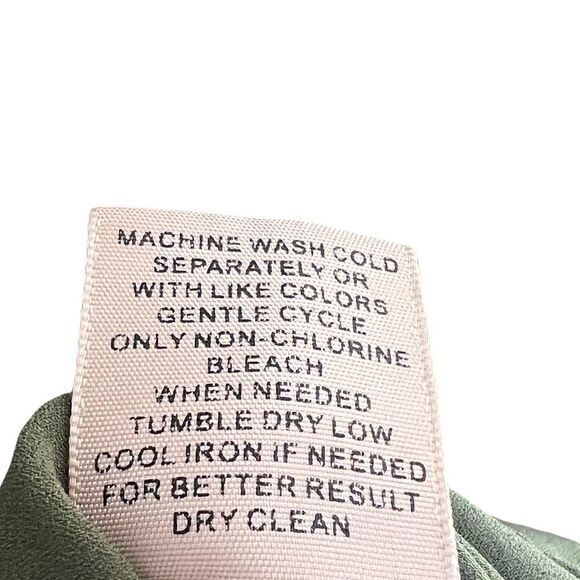 MACHINE WASH COLD
SEPARATELY OR
WITH LIKE COLORS
GENTLE CYCLE
ONLY NON-CHLORINE
BLEACH
WHEN NEEDED
TUMBLE DRY LOW
COOL IRON IF NEEDED
FOR BETTER RESULT
DRY CLEAN